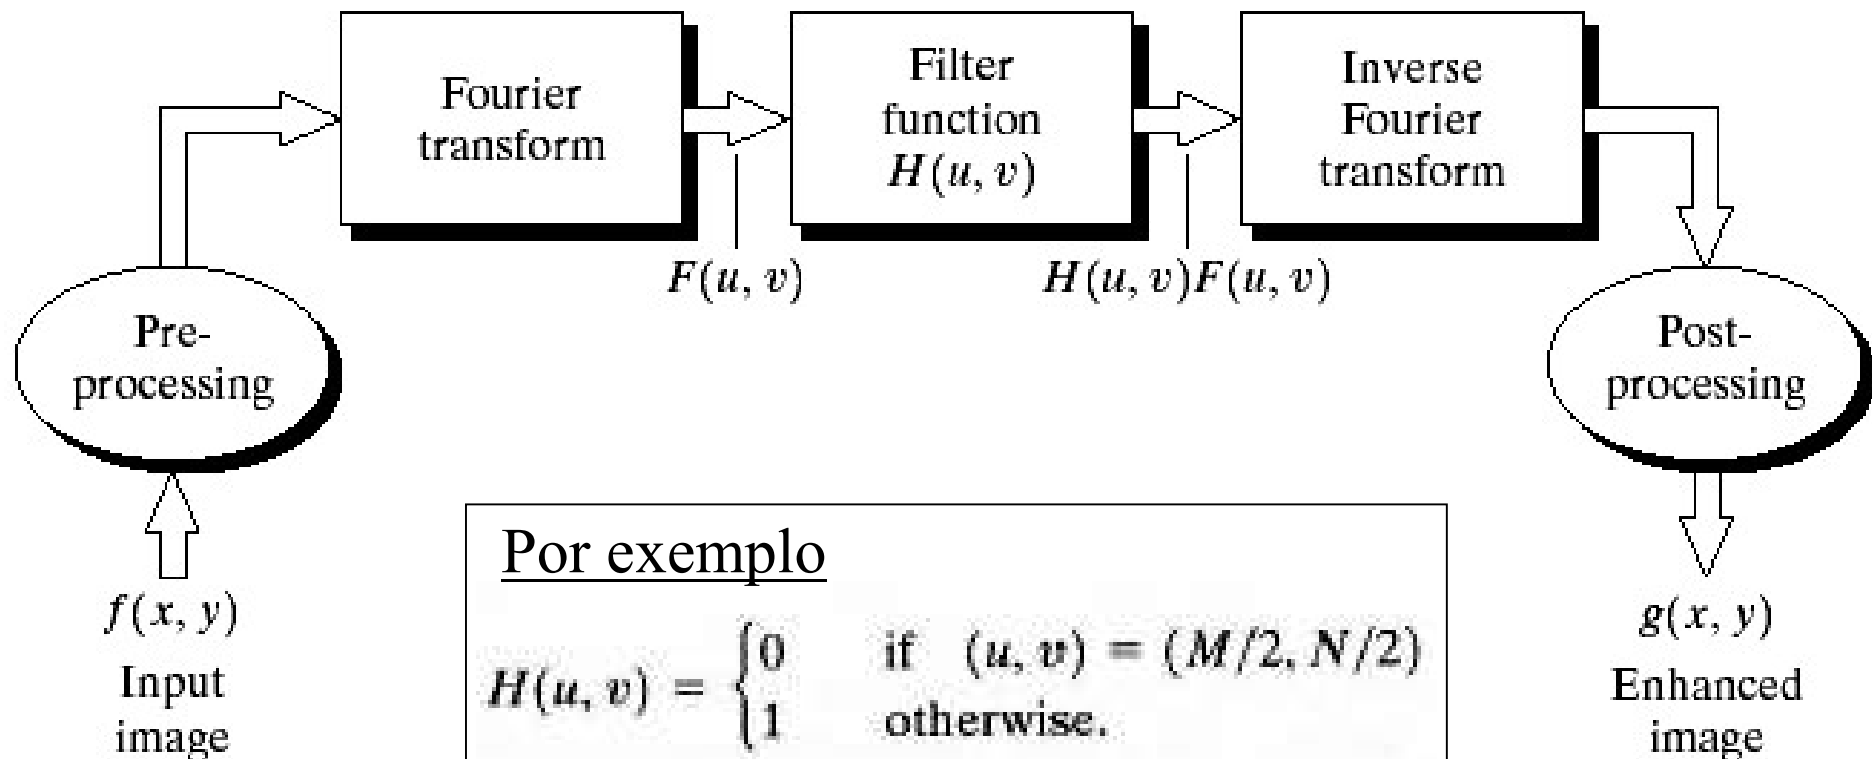 Fourier
transform
Filter
function
H(u, v)
Inverse
Fourier
transform
F(u, v)
H(u, v)F(u, v)
Pre-
processing
Post-
processing
f(x, y)
Input
image
Por exemplo
H(u, v) = {0 if (u, v) = (M/2, N/2)
1 otherwise.
g(x, y)
Enhanced
image